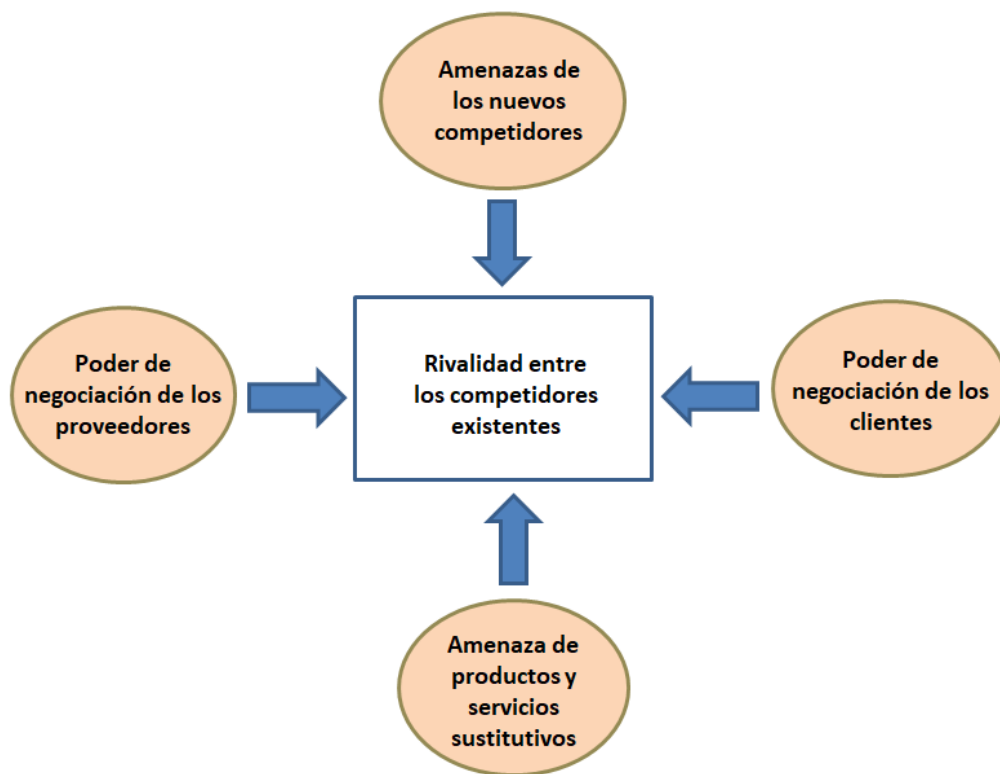 Amenazas de
los nuevos
competidores
Poder de
negociación de los
proveedores
Rivalidad entre
los competidores
existentes
Poder de
negociación de los
clientes
Amenaza de
productos y
servicios
sustitutivos